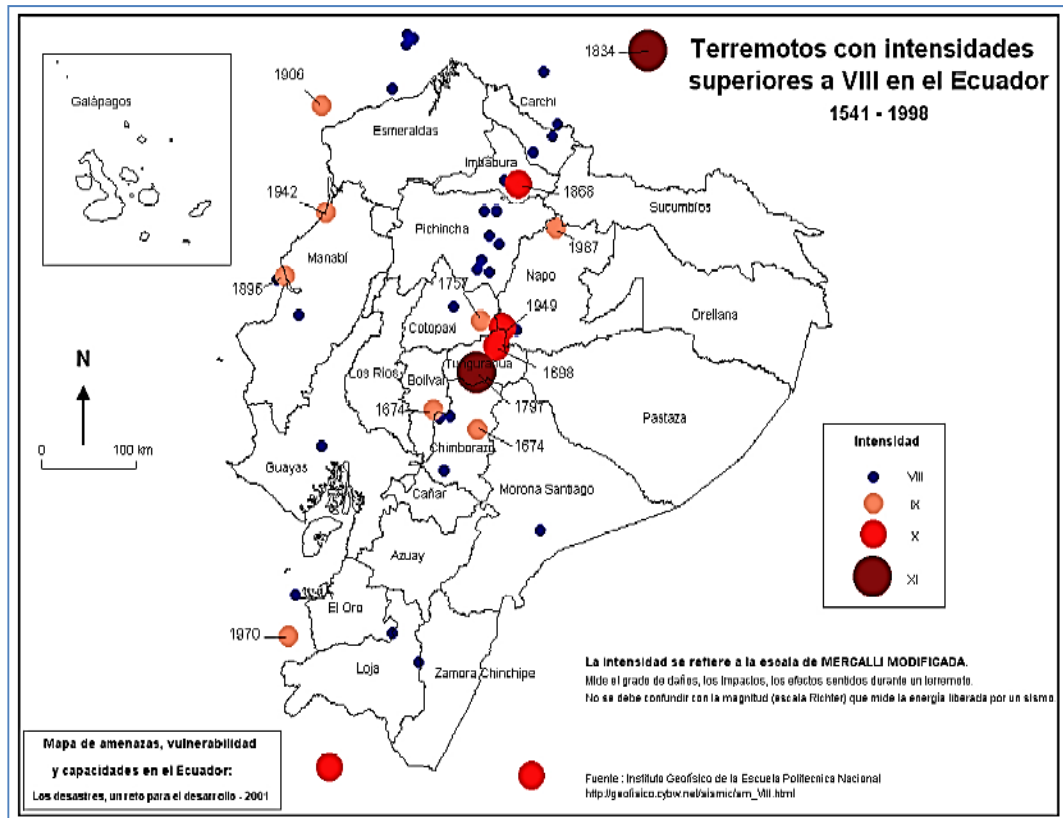 Terremotos con intensidades
superiores a VIII en el Ecuador
1541 - 1998
1834
Galápagos
1906
Carchi
Esmeraldas
Imbabura
1868
1942
Sucumbíos
Pichincha
1987
Manabí
Napo
1896
1757
1949
Orellana
Cotopaxi
N
Los Ríos
Bolívar
Tungurahua
1698
1797
1674
Pastaza
0
100 km
Chimborazo
1674
Guayas
Morona Santiago
Cañar
Azuay
El Oro
1970
Loja
Zamora Chinchipe
Intensidad
VIII
IX
X
XI
La Intensidad se refiere a la escala de MERCALLI MODIFICADA.
Mide el grado de daños, los Impactos, los efectos sentidos durante un terremoto.
No se debe confundir con la magnitud (escala Richter) que mide la energía liberada por un sismo.
Mapa de amenazas, vulnerabilidad
y capacidades en el Ecuador:
Los desastres, un reto para el desarrollo - 2001
Fuente : Instituto Geofísico de la Escuela Politecnica Nacional